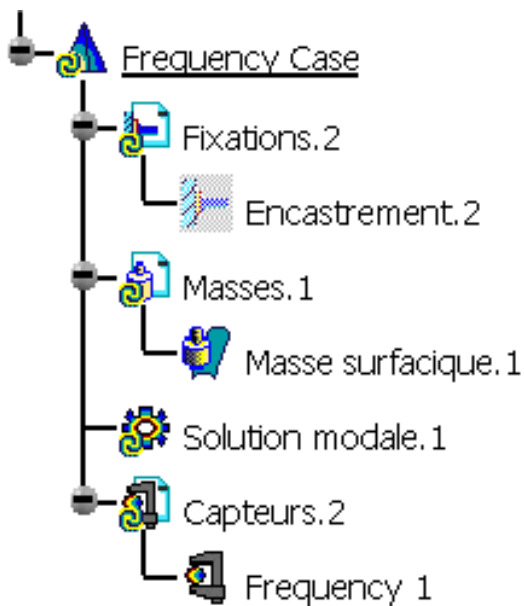 Frequency Case
Fixations.2
Encastrement.2
Masses.1
Masse surfacique.1
Solution modale.1
Capteurs.2
Frequency 1